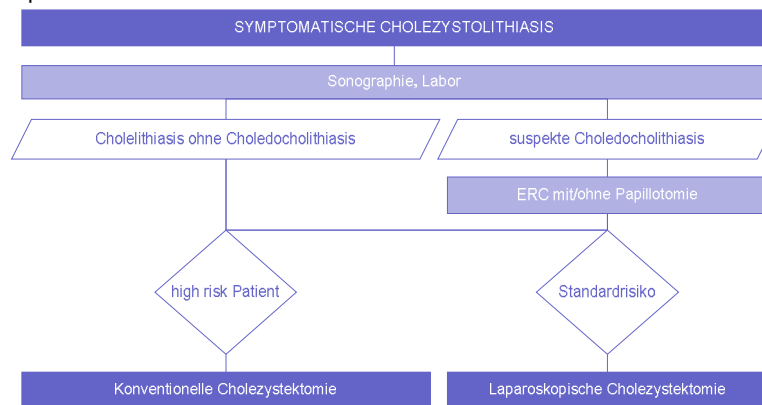 SYMPTOMATISCHE CHOLEZYSTOLITHIASIS
Sonographie, Labor
Cholelithiasis ohne Choledocholithiasis
suspekte Choledocholithiasis
ERC mit/ohne Papillotomie
high risk Patient
Standardrisiko
Konventionelle Cholezystektomie
Laparoskopische Cholezystektomie